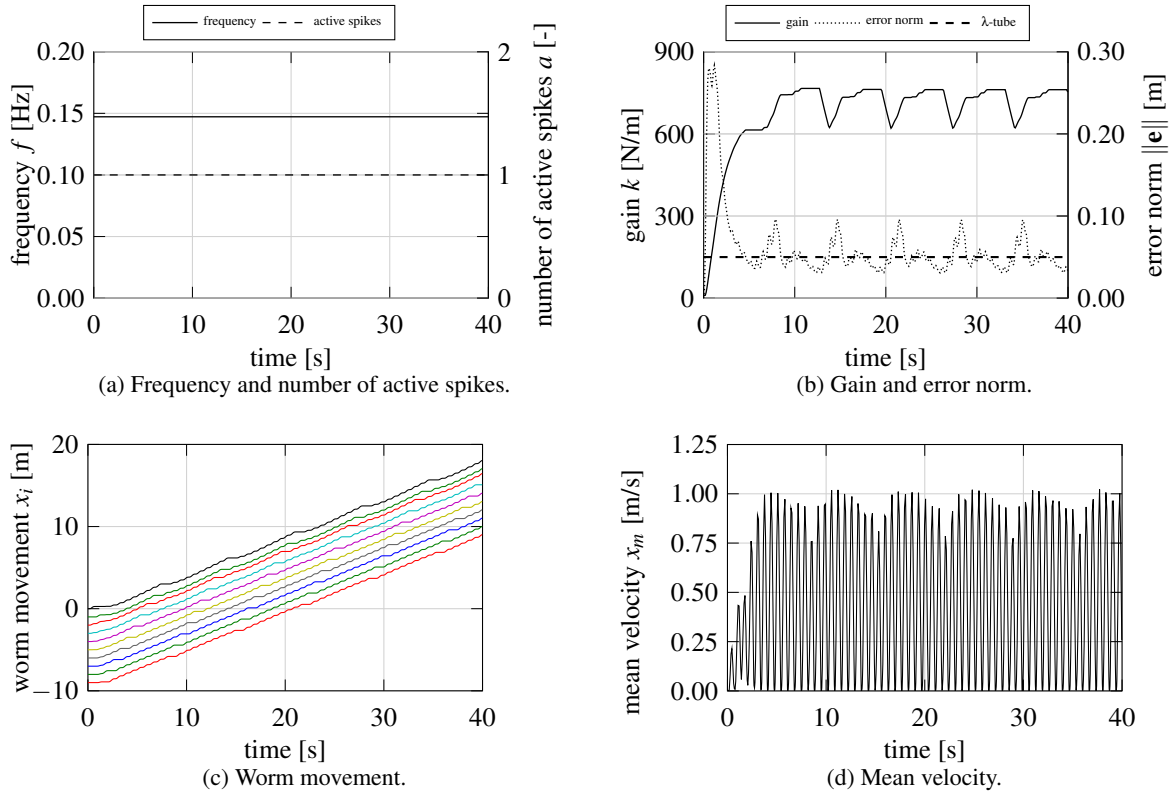 frequency active spikes
0.20
0.15
0.10
0.05
0.00
frequency f [Hz]
2
1
0
number of active spikes a [-]
0 10 20 30 40
time [s]
(a) Frequency and number of active spikes.
gain error norm λ-tube
900
600
300
0
gain k [N/m]
0.30
0.20
0.10
0.00
error norm ||e|| [m]
0 10 20 30 40
time [s]
(b) Gain and error norm.
20
10
0
−10
worm movement x_i [m]
0 10 20 30 40
time [s]
(c) Worm movement.
1.25
1.00
0.75
0.50
0.25
0.00
mean velocity x_m [m/s]
0 10 20 30 40
time [s]
(d) Mean velocity.